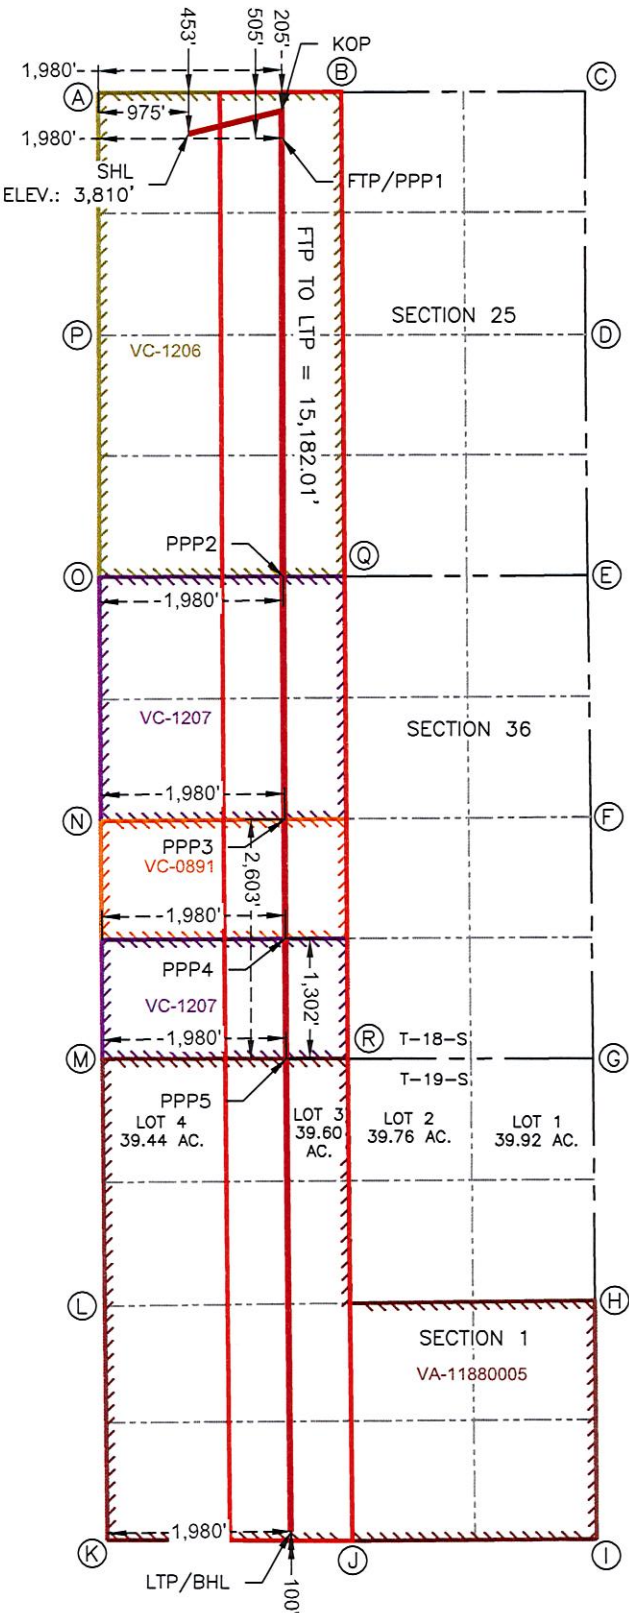 453'
505'
205'
KOP
1,980'
A
B
C
975'
1,980'
SHL
ELEV.: 3,810'
FTP/PPP1
FTP TO LTP = 15,182.01'
SECTION 25
P
VC-1206
D
PPP2
Q
O
E
1,980'
VC-1207
SECTION 36
1,980'
N
F
PPP3
VC-0891
2,603'
1,980'
PPP4
VC-1207
1,302'
1,980'
R
T-18-S
M
G
T-19-S
PPP5
LOT 4
39.44 AC.
LOT 3
39.60
AC.
LOT 2
39.76 AC.
LOT 1
39.92 AC.
L
H
SECTION 1
VA-11880005
1,980'
K
J
I
LTP/BHL
100'